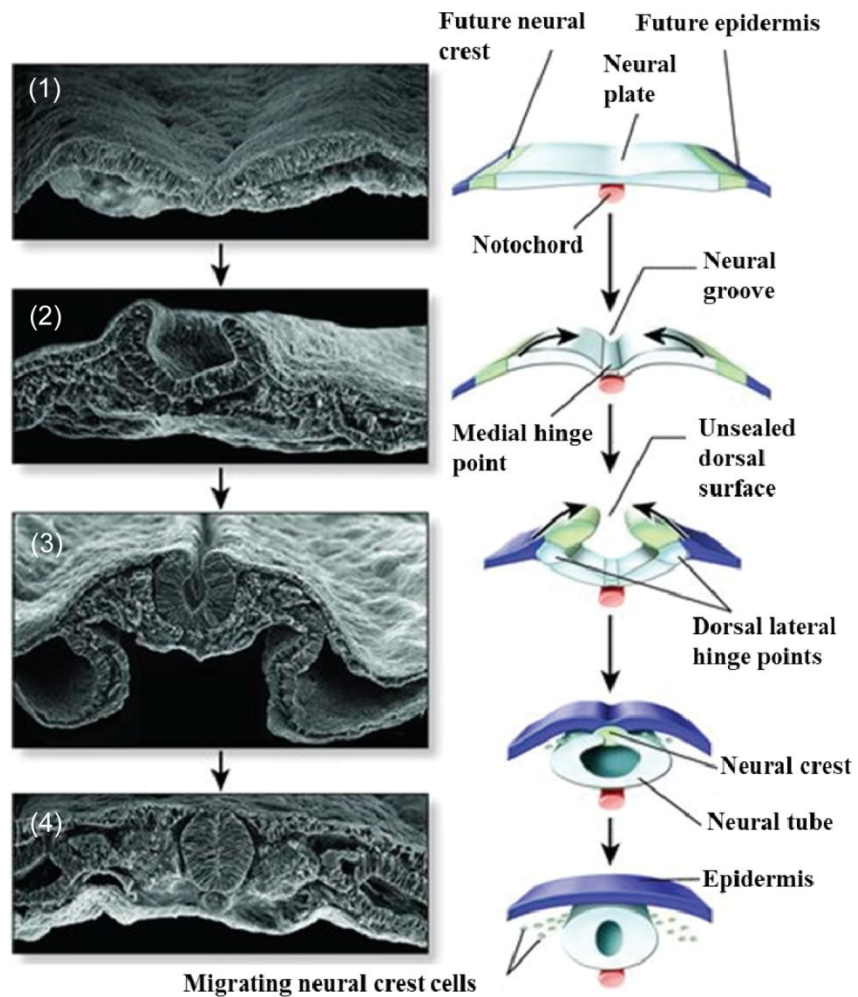 Future neural
crest
Future epidermis
Neural
plate
(1)
Notochord
Neural
groove
(2)
Medial hinge
point
Unsealed
dorsal
surface
(3)
Dorsal lateral
hinge points
Neural crest
Neural tube
(4)
Epidermis
Migrating neural crest cells